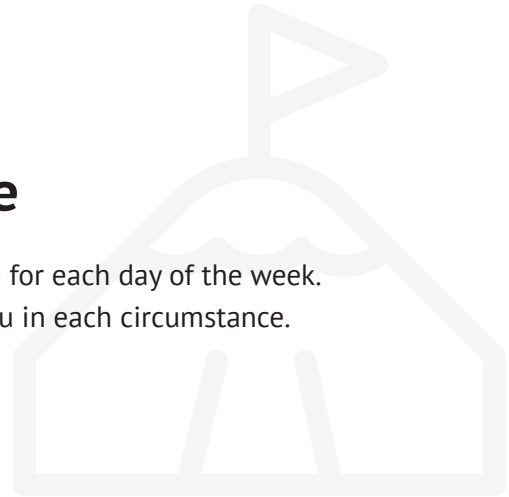 e
for each day of the week.
u in each circumstance.